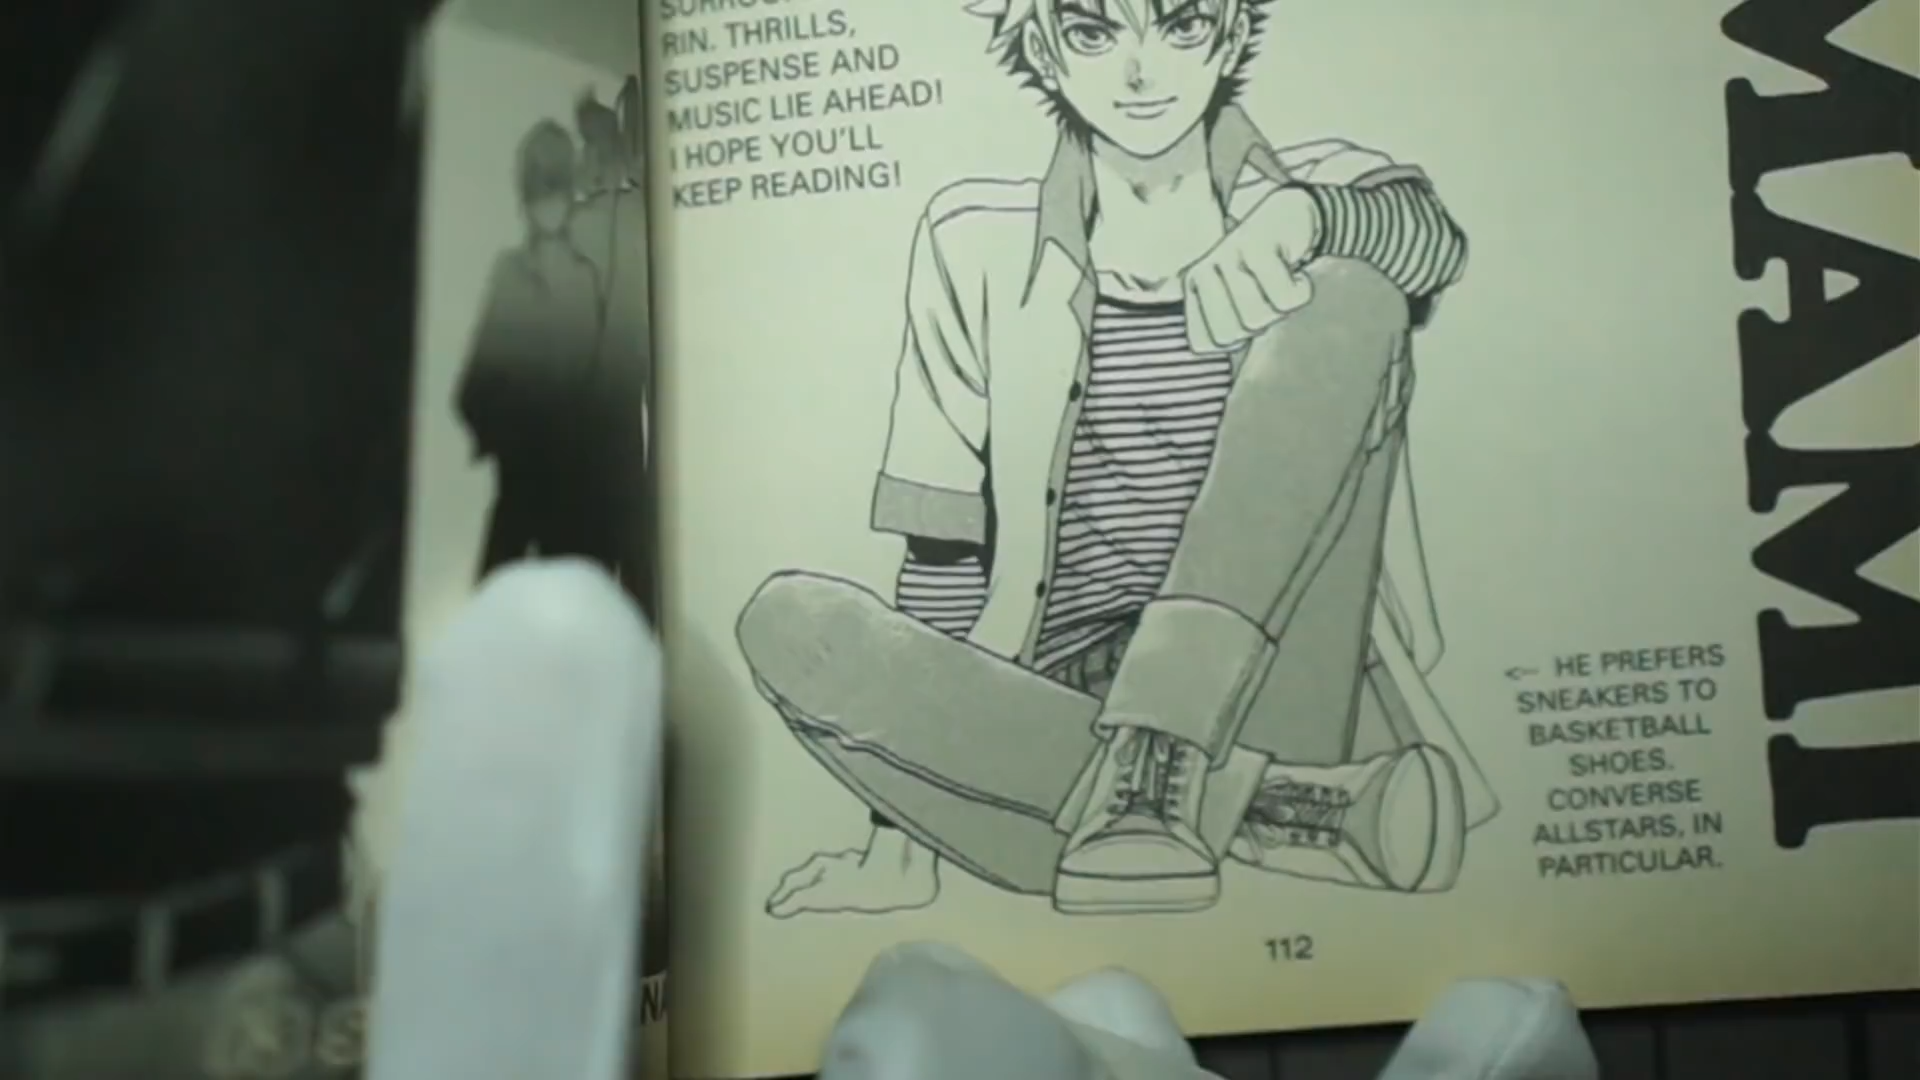 RIN. THRILLS,
SUSPENSE AND
MUSIC LIE AHEAD!
I HOPE YOU'LL
KEEP READING!
<-- HE PREFERS
SNEAKERS TO
BASKETBALL
SHOES.
CONVERSE
ALLSTARS, IN
PARTICULAR.
112